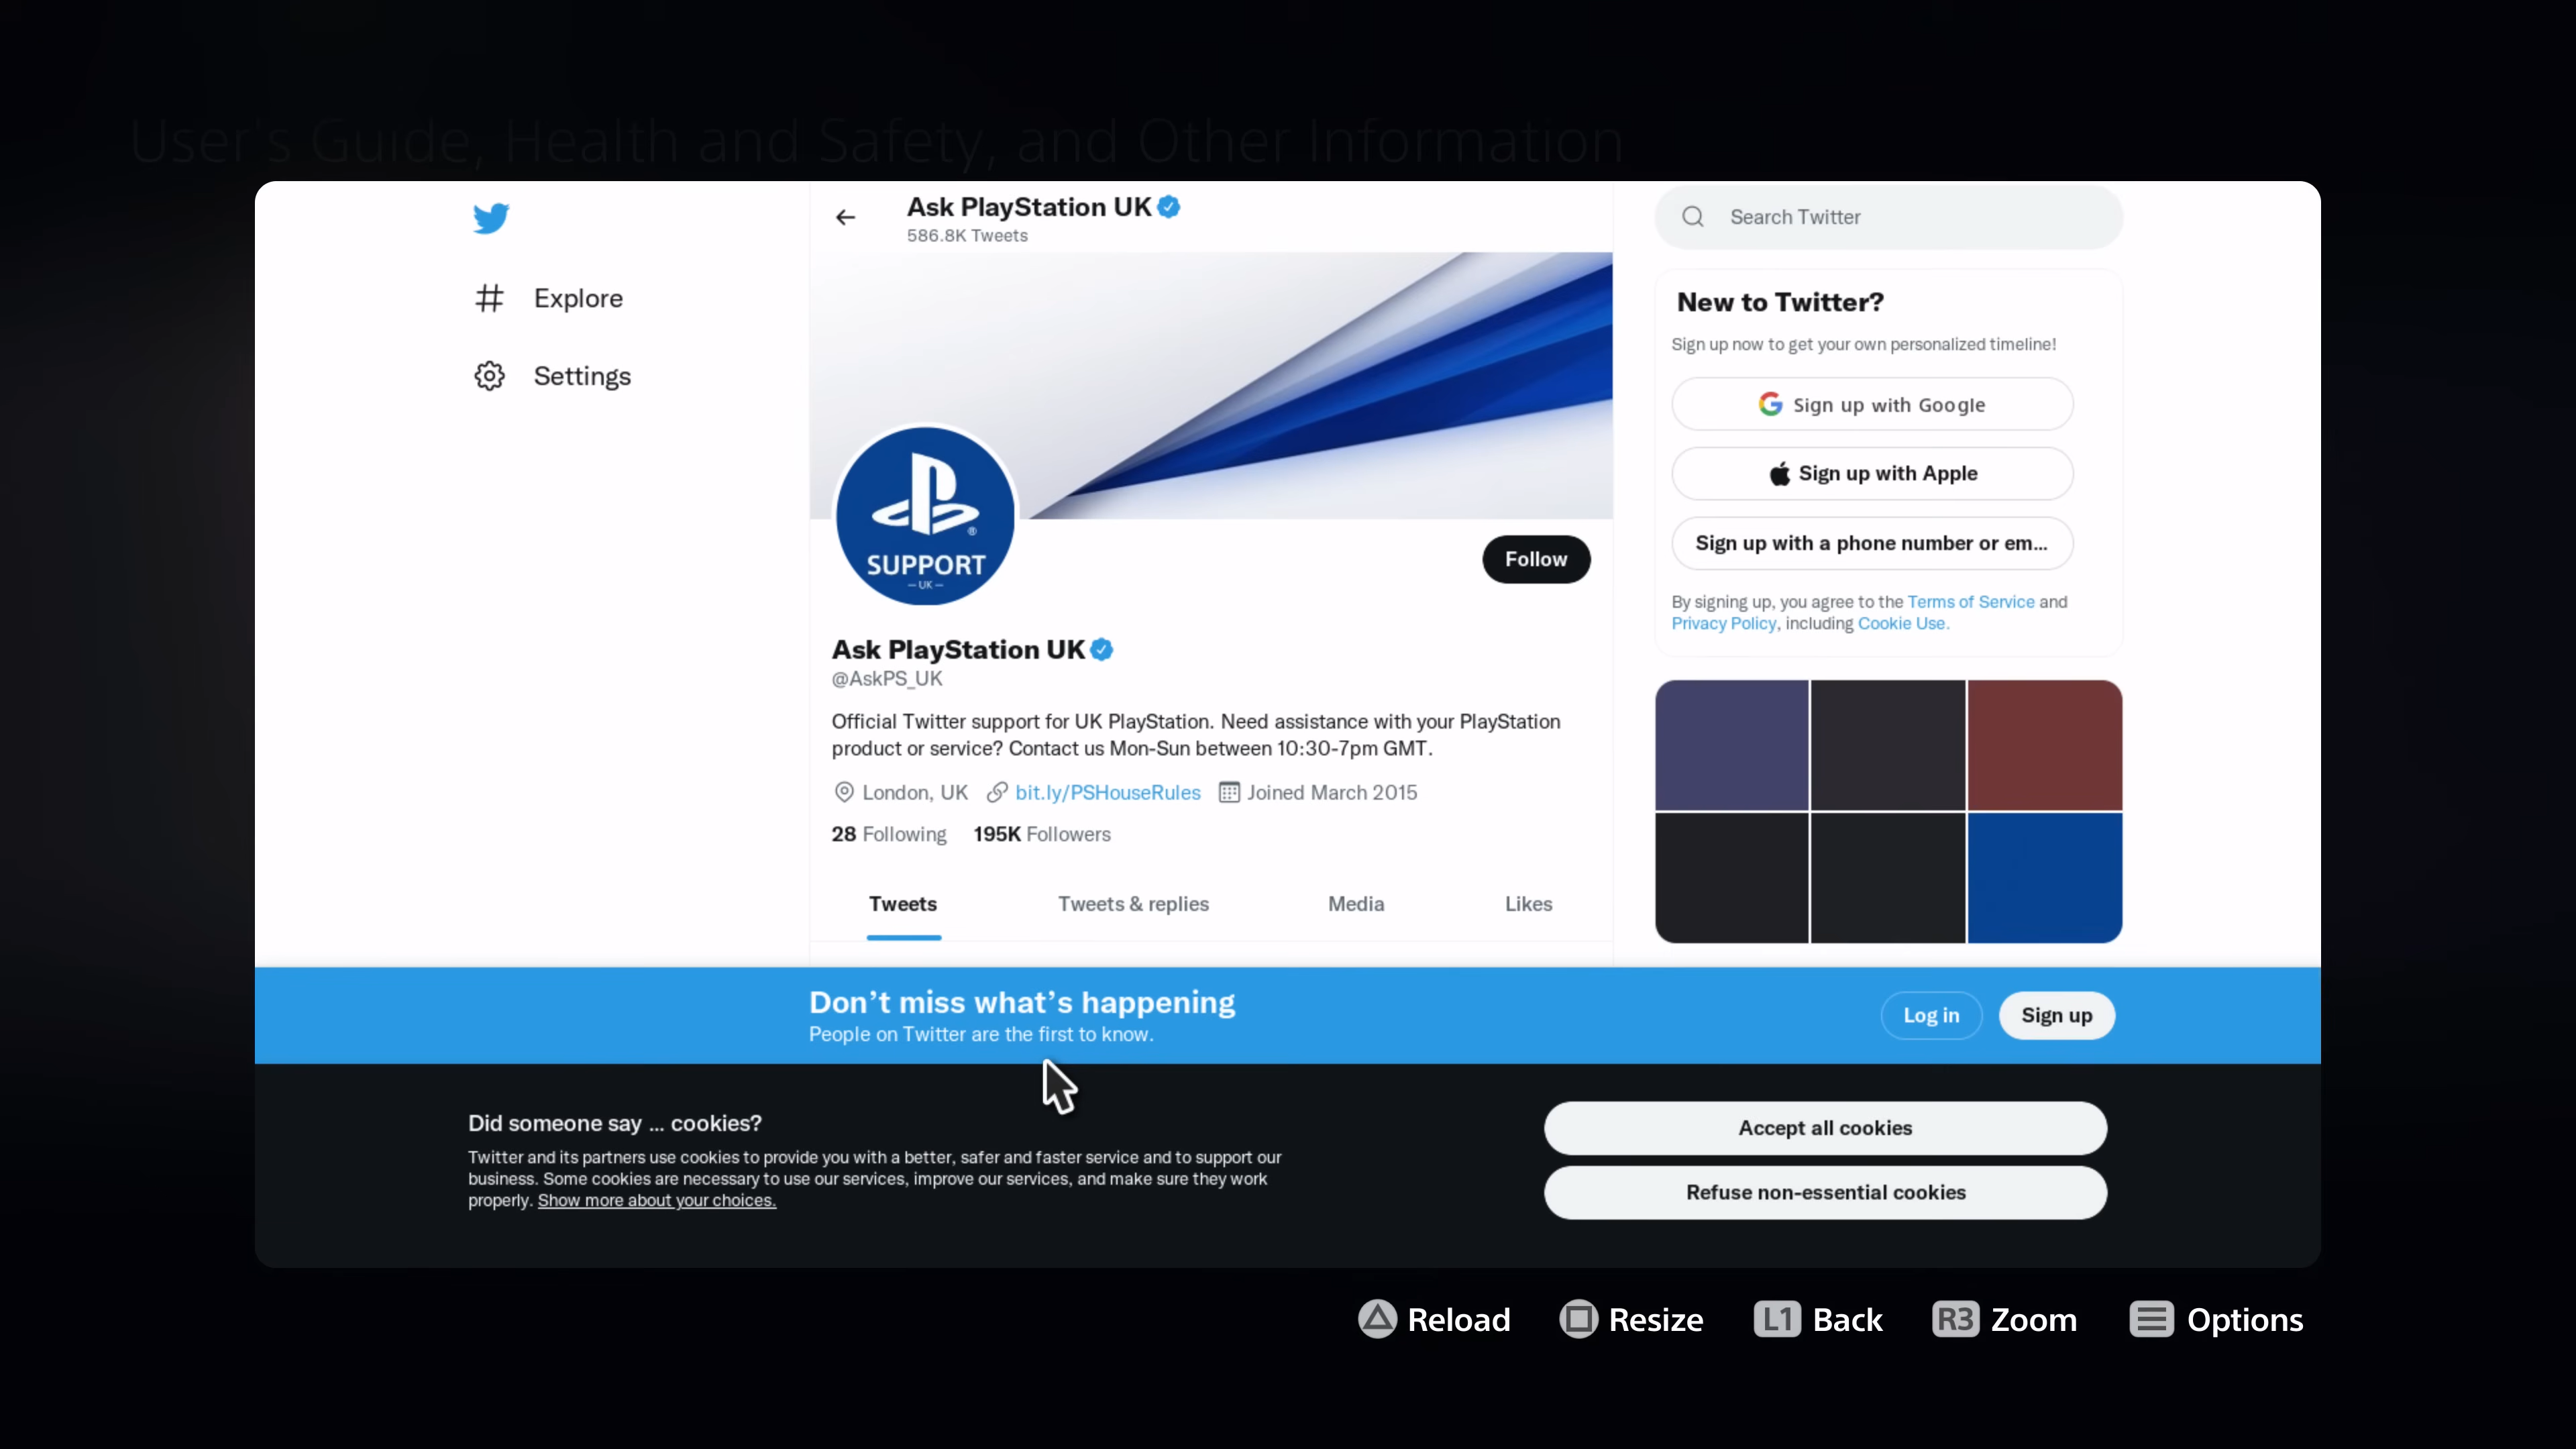 User's Guide, Health and Safety, and Other Information
Explore
Settings
Ask PlayStation UK
586.8K Tweets
SUPPORT
– UK –
Follow
Ask PlayStation UK
@AskPS_UK
Official Twitter support for UK PlayStation. Need assistance with your PlayStation
product or service? Contact us Mon-Sun between 10:30-7pm GMT.
London, UK bit.ly/PSHouseRules Joined March 2015
28 Following 195K Followers
Tweets Tweets & replies Media Likes
Search Twitter
New to Twitter?
Sign up now to get your own personalized timeline!
Sign up with Google
Sign up with Apple
Sign up with a phone number or em...
By signing up, you agree to the Terms of Service and
Privacy Policy, including Cookie Use.
Don't miss what's happening
People on Twitter are the first to know.
Log in Sign up
Did someone say ... cookies?
Twitter and its partners use cookies to provide you with a better, safer and faster service and to support our
business. Some cookies are necessary to use our services, improve our services, and make sure they work
properly. Show more about your choices.
Accept all cookies
Refuse non-essential cookies
Reload Resize L1 Back R3 Zoom Options